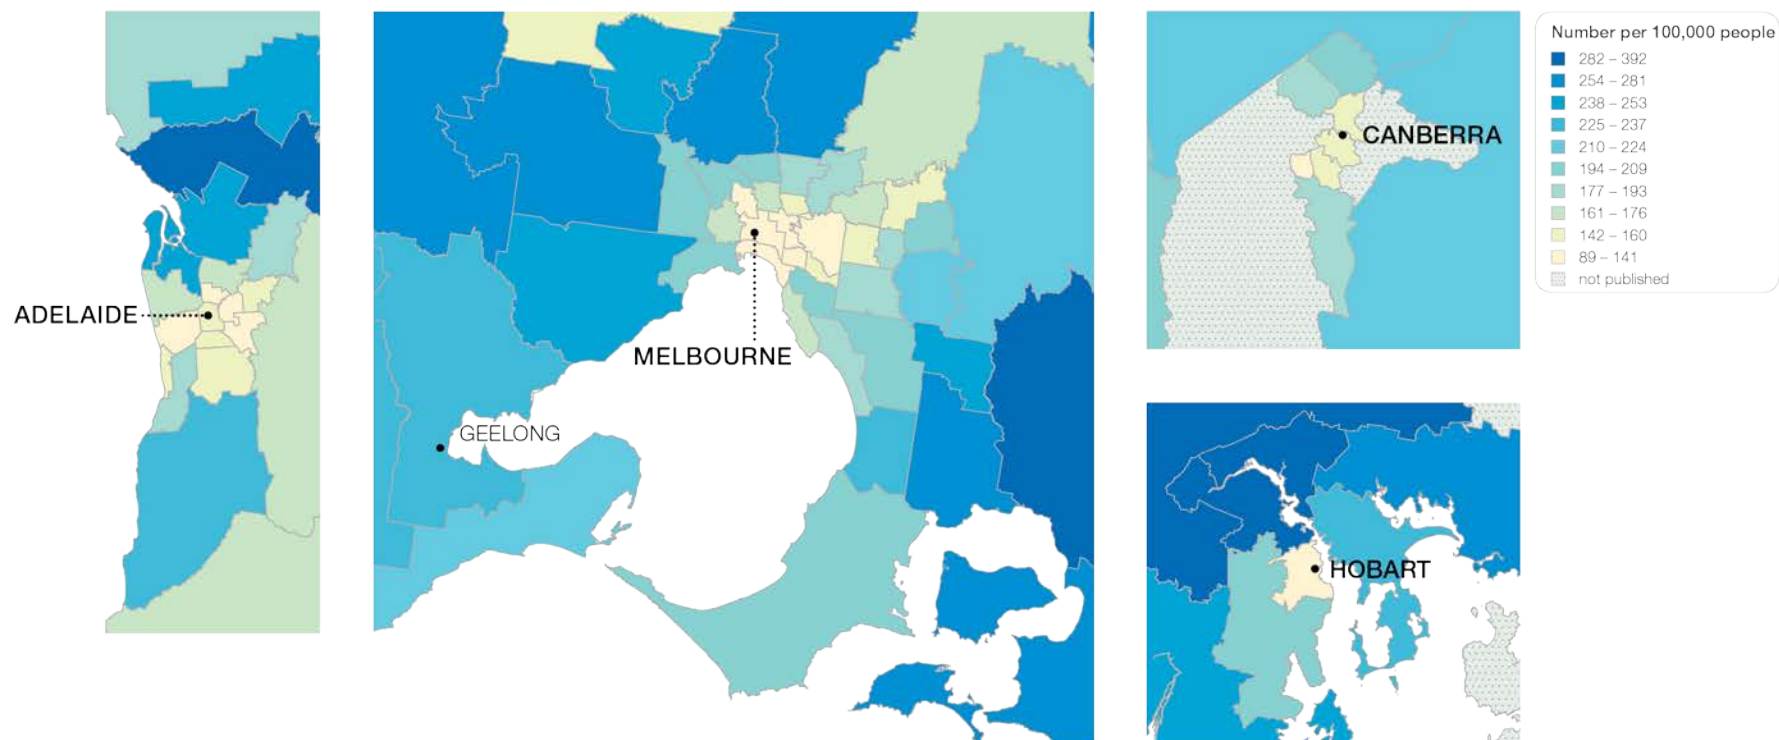 ADELAIDE
MELBOURNE
GEELONG
CANBERRA
HOBART
Number per 100,000 people
282 – 392
254 – 281
238 – 253
225 – 237
210 – 224
194 – 209
177 – 193
161 – 176
142 – 160
89 – 141
not published